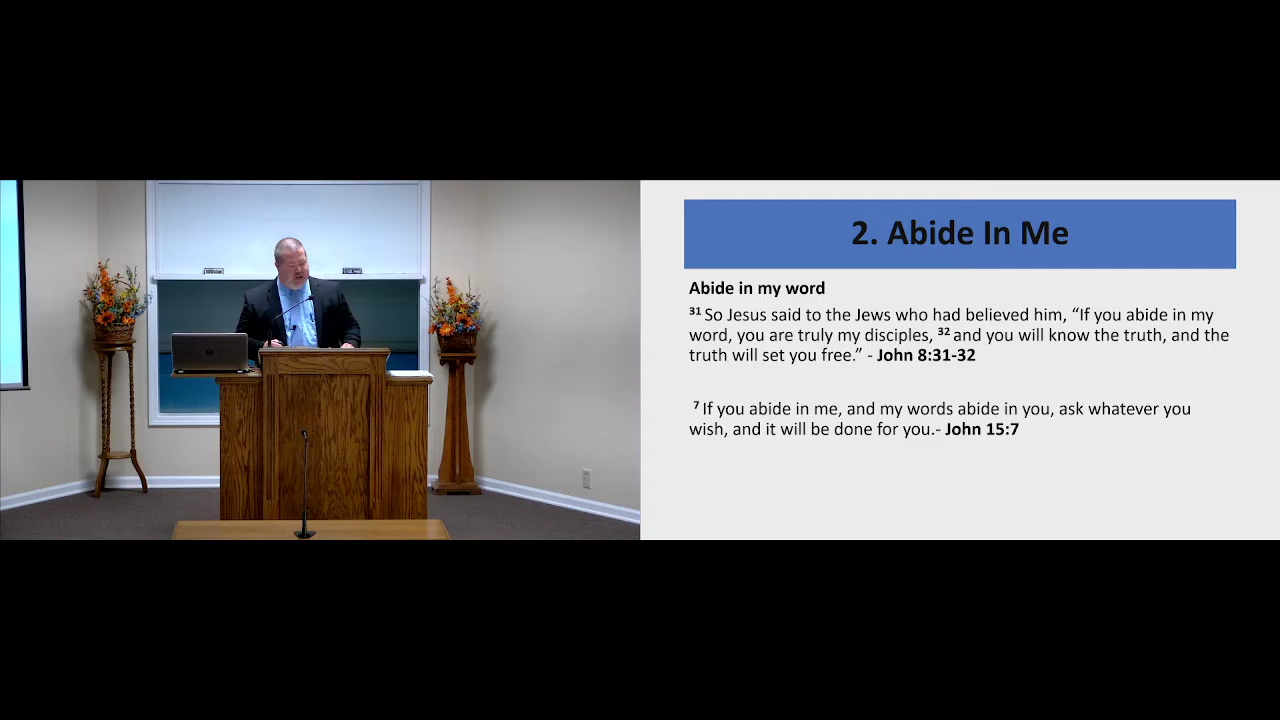 2. Abide In Me
Abide in my word
31 So Jesus said to the Jews who had believed him, “If you abide in my
word, you are truly my disciples, 32 and you will know the truth, and the
truth will set you free.” - John 8:31-32
7 If you abide in me, and my words abide in you, ask whatever you
wish, and it will be done for you.- John 15:7